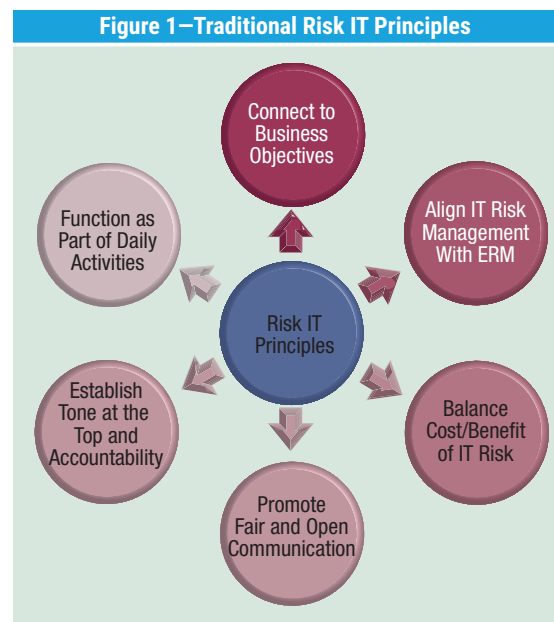 Figure 1—Traditional Risk IT Principles
Connect to
Business
Objectives
Align IT Risk
Management
With ERM
Balance
Cost/Benefit
of IT Risk
Promote
Fair and Open
Communication
Establish
Tone at the
Top and
Accountability
Function as
Part of Daily
Activities
Risk IT
Principles